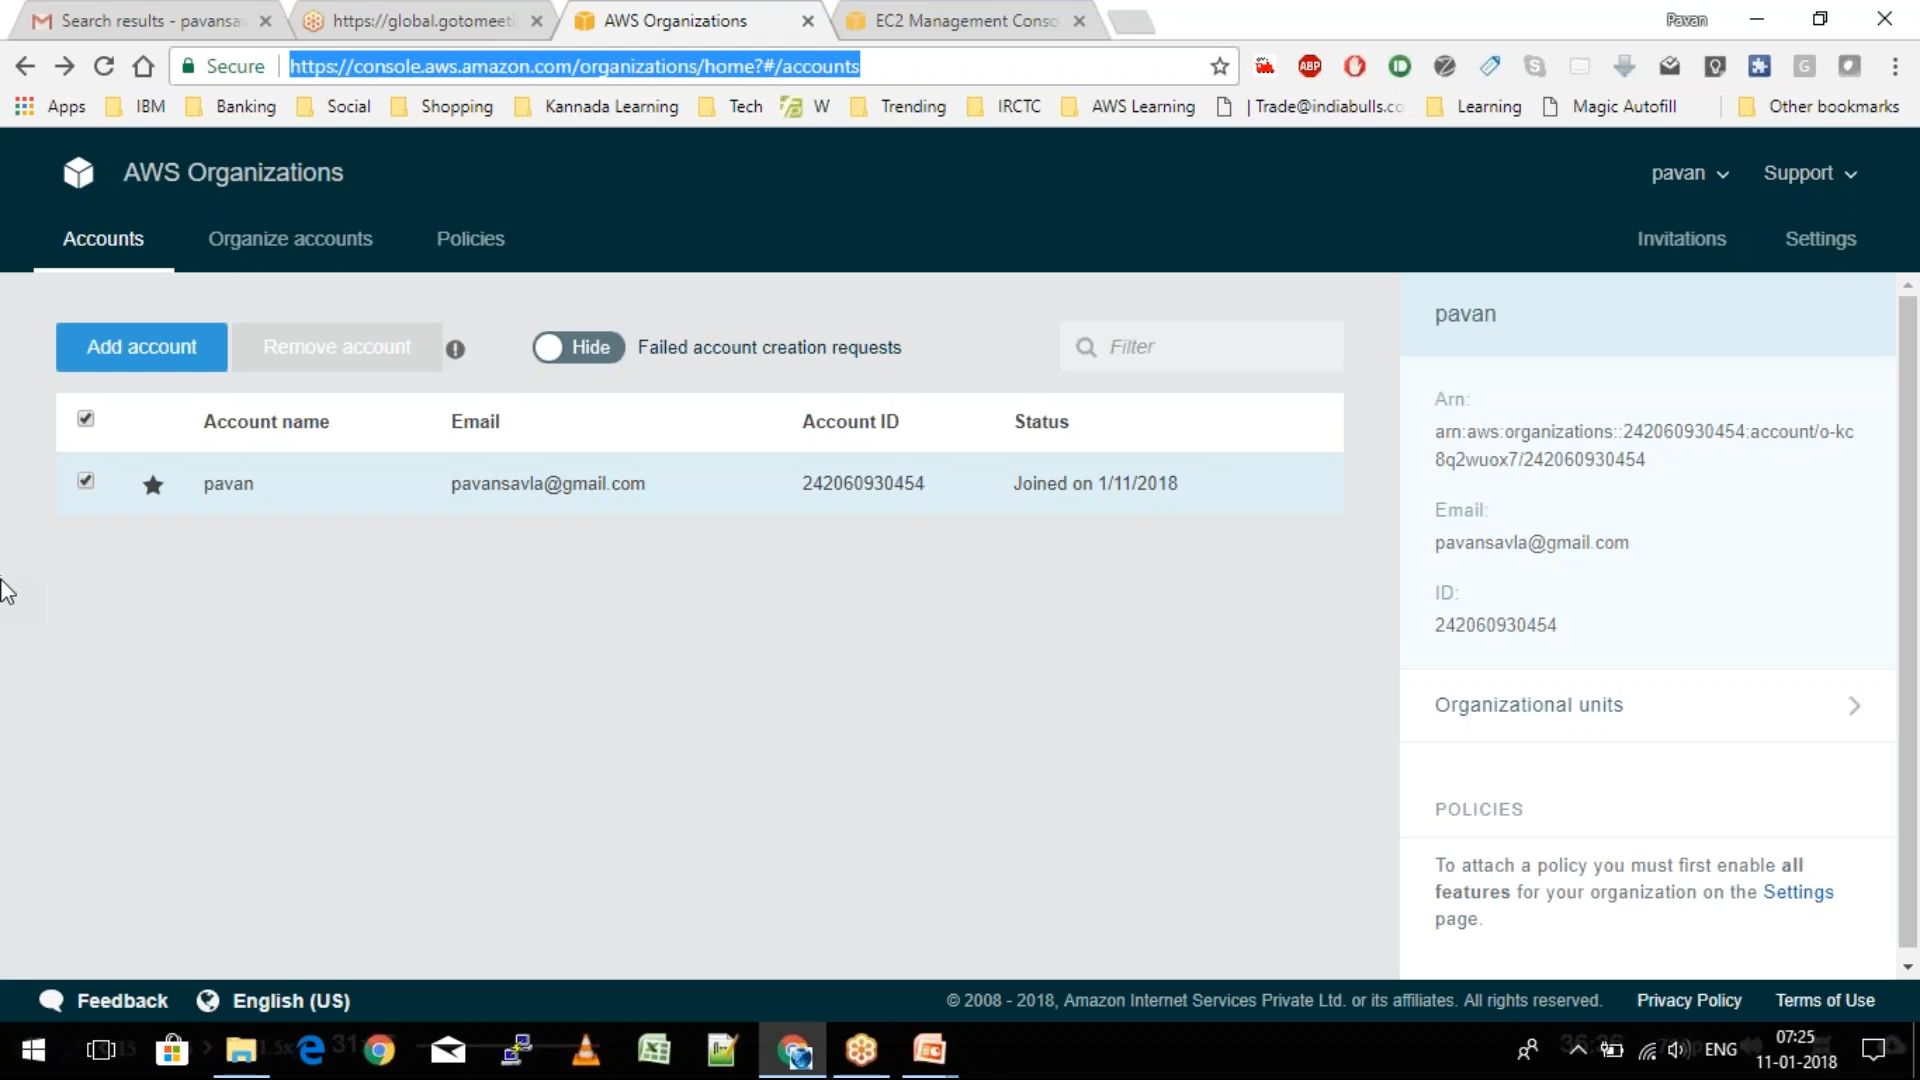 Search results - pavansav
https://global.gotomeeti
AWS Organizations
EC2 Management Conso
Pavan
Secure
https://console.aws.amazon.com/organizations/home?#/accounts
ABP
Apps
IBM
Banking
Social
Shopping
Kannada Learning
Tech
W
Trending
IRCTC
AWS Learning
| Trade@indiabulls.co
Learning
Magic Autofill
Other bookmarks
AWS Organizations
pavan
Support
Accounts
Organize accounts
Policies
Invitations
Settings
Add account
Remove account
Hide
Failed account creation requests
Filter
Account name
Email
Account ID
Status
pavan
pavansavla@gmail.com
242060930454
Joined on 1/11/2018
pavan
Arn:
arn:aws:organizations::242060930454:account/o-kc
8q2wuox7/242060930454
Email:
pavansavla@gmail.com
ID:
242060930454
Organizational units
POLICIES
To attach a policy you must first enable all
features for your organization on the Settings
page.
Feedback
English (US)
© 2008 - 2018, Amazon Internet Services Private Ltd. or its affiliates. All rights reserved.
Privacy Policy
Terms of Use
ENG
07:25
11-01-2018